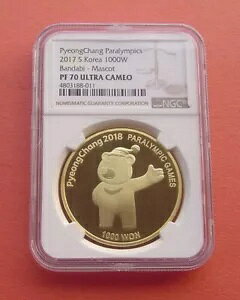 PyeongChang Paralympics
2017 S.Korea 1000W
Bandabi - Mascot
PF 70 ULTRA CAMEO
4803188-011
NUMISMATIC GUARANTY CORPORATION
NGC
PyeongChang 2018 PARALYMPIC GAMES
1000 WON